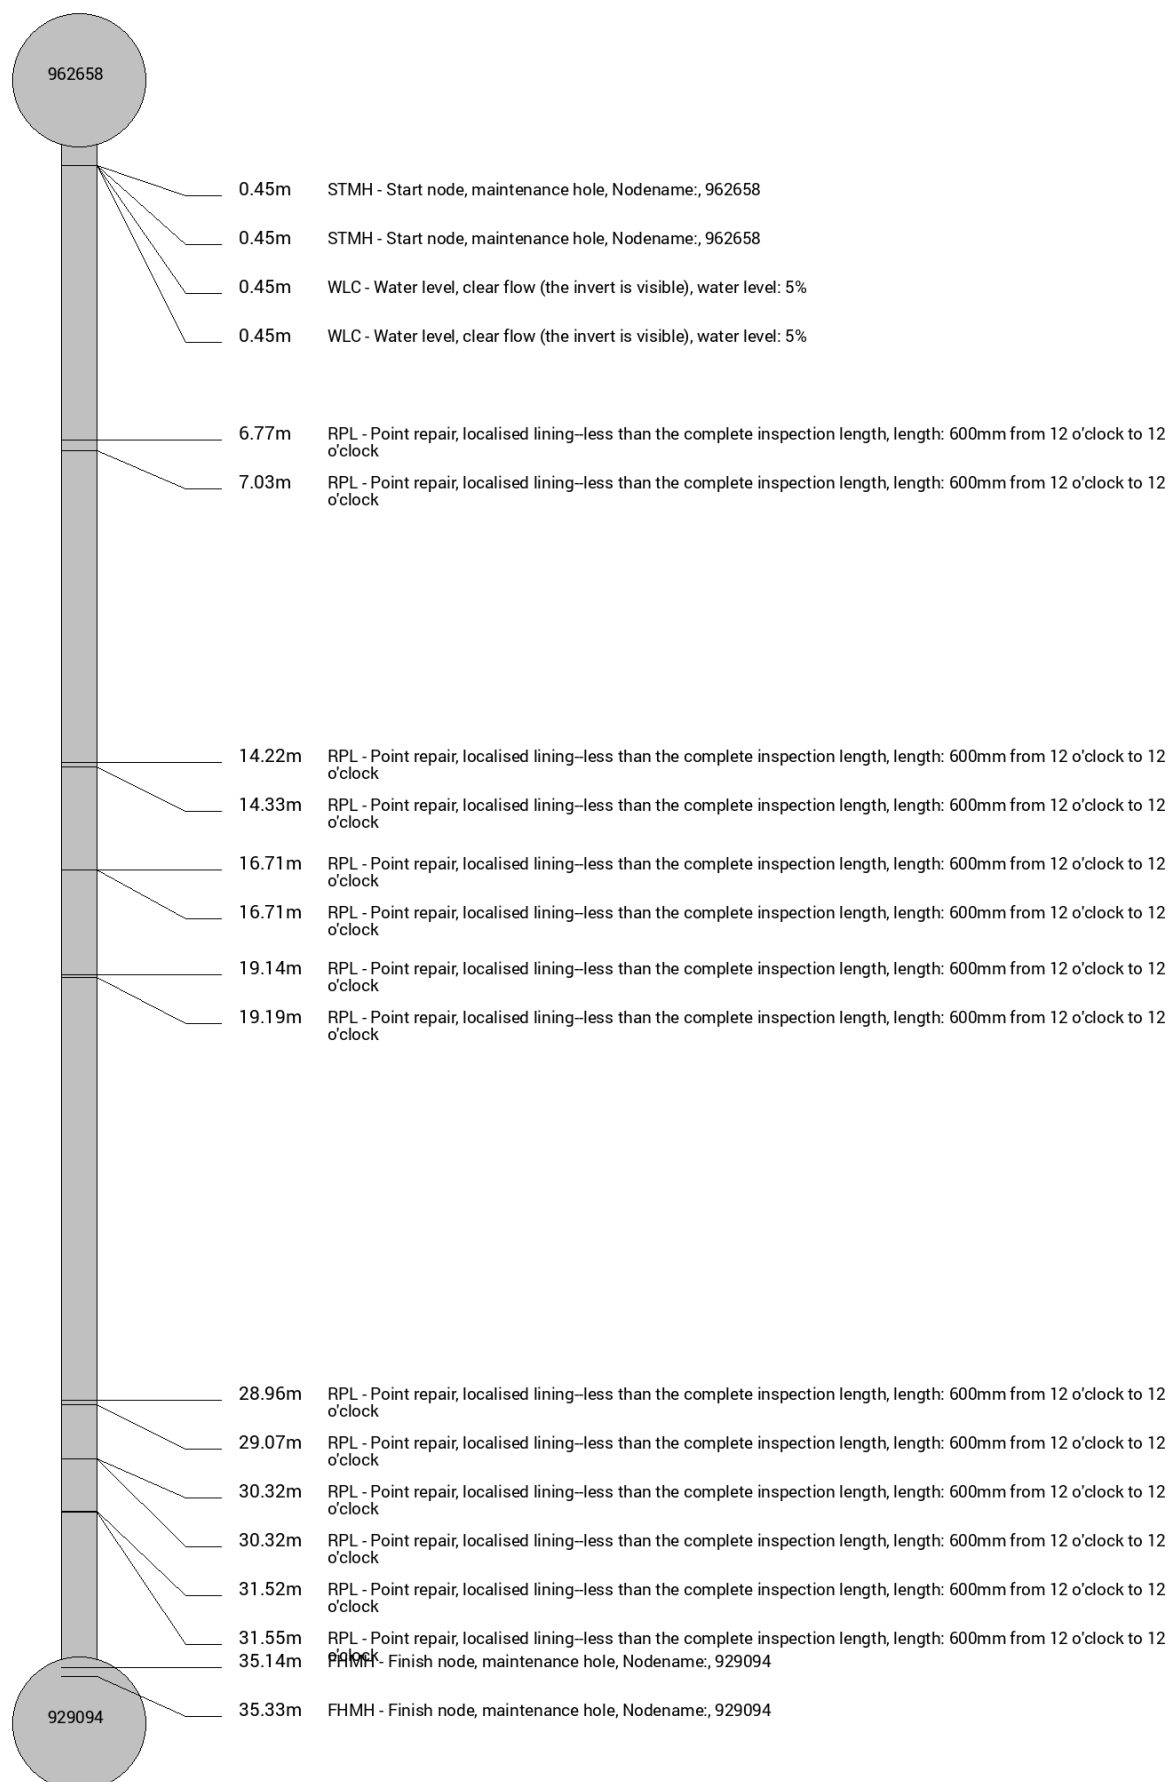 962658
0.45m STMH - Start node, maintenance hole, Nodename:, 962658
0.45m STMH - Start node, maintenance hole, Nodename:, 962658
0.45m WLC - Water level, clear flow (the invert is visible), water level: 5%
0.45m WLC - Water level, clear flow (the invert is visible), water level: 5%
6.77m RPL - Point repair, localised lining--less than the complete inspection length, length: 600mm from 12 o'clock to 12
o'clock
7.03m RPL - Point repair, localised lining--less than the complete inspection length, length: 600mm from 12 o'clock to 12
o'clock
14.22m RPL - Point repair, localised lining--less than the complete inspection length, length: 600mm from 12 o'clock to 12
o'clock
14.33m RPL - Point repair, localised lining--less than the complete inspection length, length: 600mm from 12 o'clock to 12
o'clock
16.71m RPL - Point repair, localised lining--less than the complete inspection length, length: 600mm from 12 o'clock to 12
o'clock
16.71m RPL - Point repair, localised lining--less than the complete inspection length, length: 600mm from 12 o'clock to 12
o'clock
19.14m RPL - Point repair, localised lining--less than the complete inspection length, length: 600mm from 12 o'clock to 12
o'clock
19.19m RPL - Point repair, localised lining--less than the complete inspection length, length: 600mm from 12 o'clock to 12
o'clock
28.96m RPL - Point repair, localised lining--less than the complete inspection length, length: 600mm from 12 o'clock to 12
o'clock
29.07m RPL - Point repair, localised lining--less than the complete inspection length, length: 600mm from 12 o'clock to 12
o'clock
30.32m RPL - Point repair, localised lining--less than the complete inspection length, length: 600mm from 12 o'clock to 12
o'clock
30.32m RPL - Point repair, localised lining--less than the complete inspection length, length: 600mm from 12 o'clock to 12
o'clock
31.52m RPL - Point repair, localised lining--less than the complete inspection length, length: 600mm from 12 o'clock to 12
o'clock
31.55m RPL - Point repair, localised lining--less than the complete inspection length, length: 600mm from 12 o'clock to 12
o'clock
35.14m FHMH - Finish node, maintenance hole, Nodename:, 929094
35.33m FHMH - Finish node, maintenance hole, Nodename:, 929094
929094